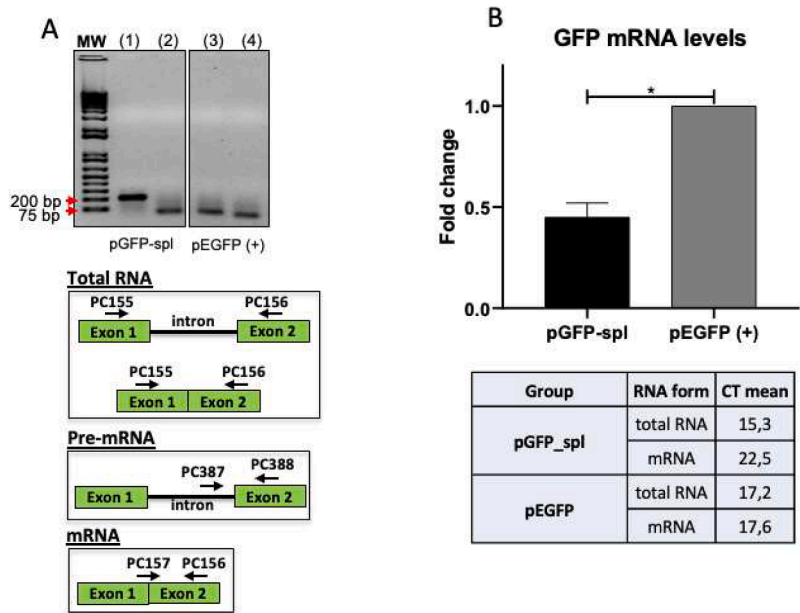 A
MW (1) (2) (3) (4)
200 bp
75 bp
pGFP-spl pEGFP (+)
Total RNA
PC155 PC156
intron
Exon 1 Exon 2
PC155 PC156
Exon 1 Exon 2
Pre-mRNA
PC387 PC388
Exon 1 intron Exon 2
mRNA
PC157 PC156
Exon 1 Exon 2
B
GFP mRNA levels
*
Fold change
1.0
0.5
0.0
pGFP-spl pEGFP (+)
Group RNA form CT mean
pGFP_spl total RNA 15,3
mRNA 22,5
pEGFP total RNA 17,2
mRNA 17,6